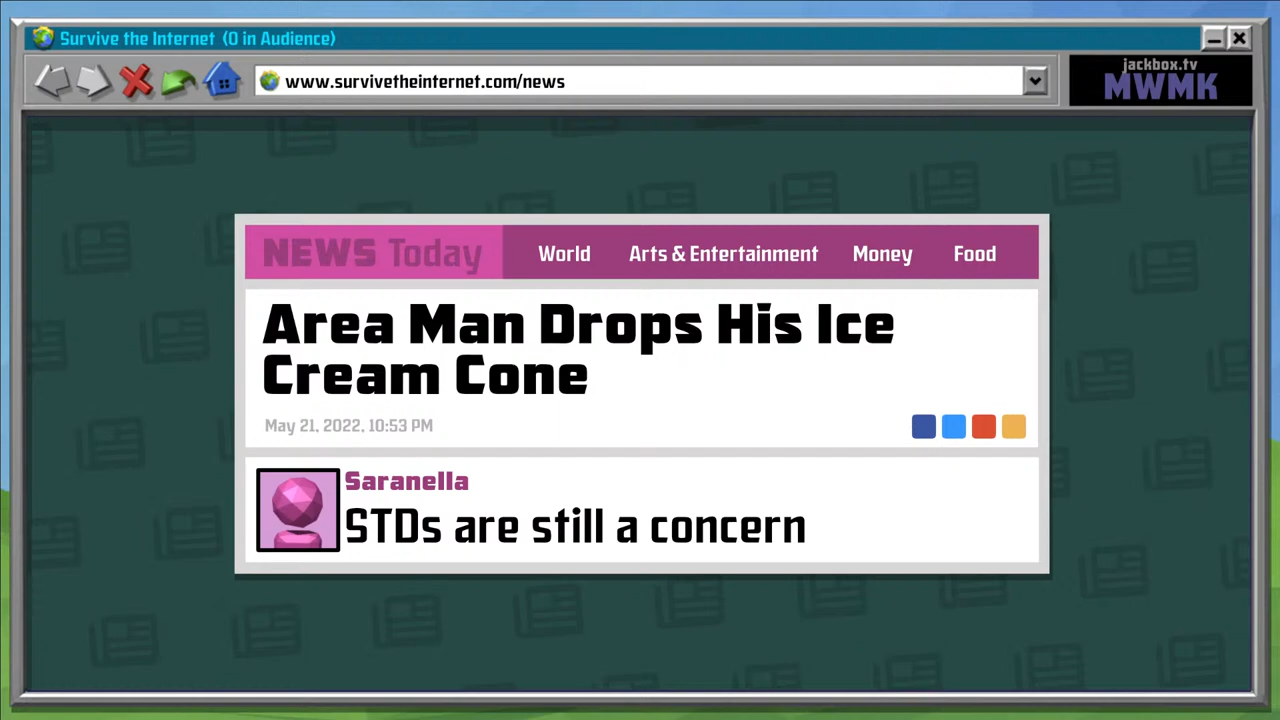 Survive the Internet (0 in Audience)
www.survivetheinternet.com/news
jackbox.tv
MWMK
NEWS Today World Arts & Entertainment Money Food
Area Man Drops His Ice
Cream Cone
May 21, 2022, 10:53 PM
Saranella
STDs are still a concern